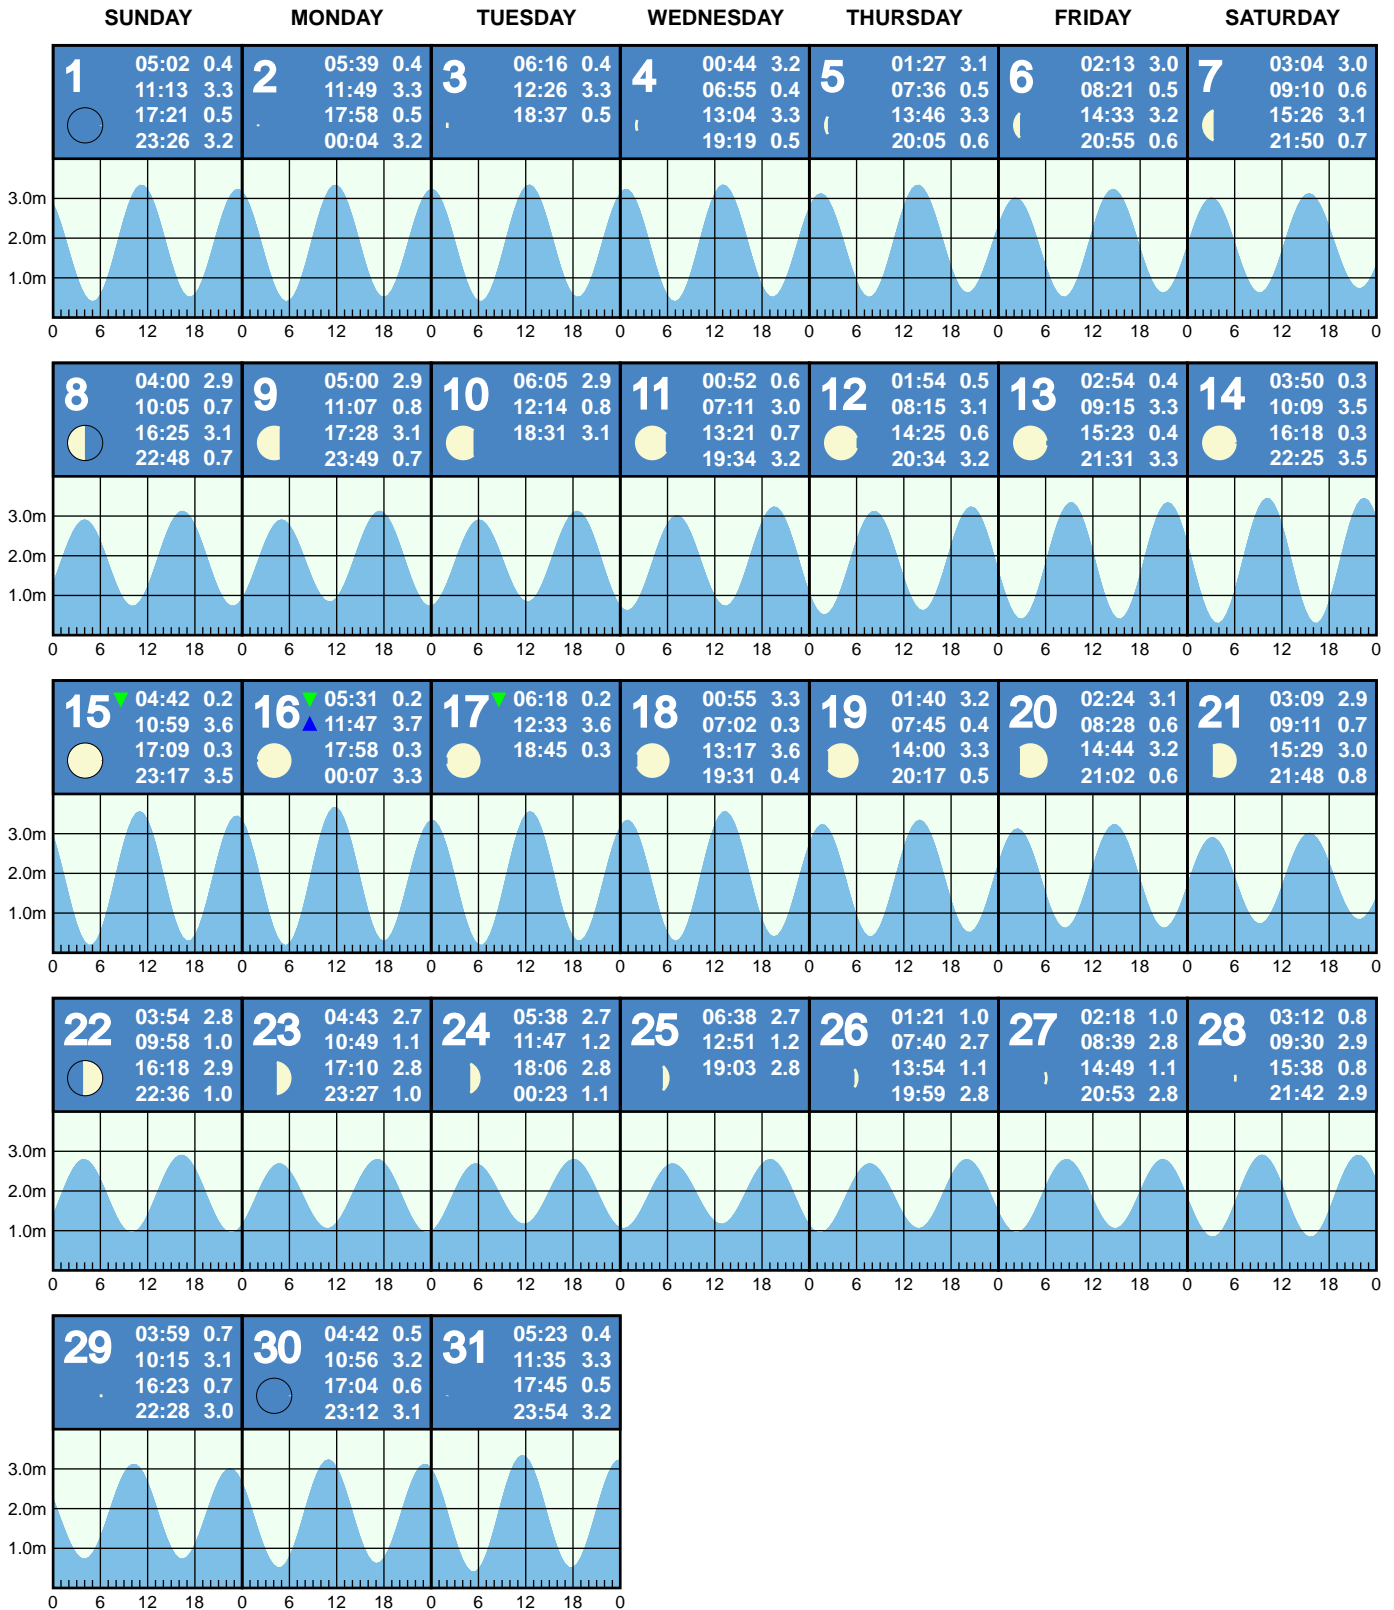 SUNDAY MONDAY TUESDAY WEDNESDAY THURSDAY FRIDAY SATURDAY
1 05:02 0.4
11:13 3.3
17:21 0.5
23:26 3.2
2 05:39 0.4
11:49 3.3
17:58 0.5
00:04 3.2
3 06:16 0.4
12:26 3.3
18:37 0.5
4 00:44 3.2
06:55 0.4
13:04 3.3
19:19 0.5
5 01:27 3.1
07:36 0.5
13:46 3.3
20:05 0.6
6 02:13 3.0
08:21 0.5
14:33 3.2
20:55 0.6
7 03:04 3.0
09:10 0.6
15:26 3.1
21:50 0.7
3.0m
2.0m
1.0m
0 6 12 18 0 6 12 18 0 6 12 18 0 6 12 18 0 6 12 18 0 6 12 18 0 6 12 18 0
8 04:00 2.9
10:05 0.7
16:25 3.1
22:48 0.7
9 05:00 2.9
11:07 0.8
17:28 3.1
23:49 0.7
10 06:05 2.9
12:14 0.8
18:31 3.1
11 00:52 0.6
07:11 3.0
13:21 0.7
19:34 3.2
12 01:54 0.5
08:15 3.1
14:25 0.6
20:34 3.2
13 02:54 0.4
09:15 3.3
15:23 0.4
21:31 3.3
14 03:50 0.3
10:09 3.5
16:18 0.3
22:25 3.5
3.0m
2.0m
1.0m
0 6 12 18 0 6 12 18 0 6 12 18 0 6 12 18 0 6 12 18 0 6 12 18 0 6 12 18 0
15 04:42 0.2
10:59 3.6
17:09 0.3
23:17 3.5
16 05:31 0.2
11:47 3.7
17:58 0.3
00:07 3.3
17 06:18 0.2
12:33 3.6
18:45 0.3
18 00:55 3.3
07:02 0.3
13:17 3.6
19:31 0.4
19 01:40 3.2
07:45 0.4
14:00 3.3
20:17 0.5
20 02:24 3.1
08:28 0.6
14:44 3.2
21:02 0.6
21 03:09 2.9
09:11 0.7
15:29 3.0
21:48 0.8
3.0m
2.0m
1.0m
0 6 12 18 0 6 12 18 0 6 12 18 0 6 12 18 0 6 12 18 0 6 12 18 0 6 12 18 0
22 03:54 2.8
09:58 1.0
16:18 2.9
22:36 1.0
23 04:43 2.7
10:49 1.1
17:10 2.8
23:27 1.0
24 05:38 2.7
11:47 1.2
18:06 2.8
00:23 1.1
25 06:38 2.7
12:51 1.2
19:03 2.8
26 01:21 1.0
07:40 2.7
13:54 1.1
19:59 2.8
27 02:18 1.0
08:39 2.8
14:49 1.1
20:53 2.8
28 03:12 0.8
09:30 2.9
15:38 0.8
21:42 2.9
3.0m
2.0m
1.0m
0 6 12 18 0 6 12 18 0 6 12 18 0 6 12 18 0 6 12 18 0 6 12 18 0 6 12 18 0
29 03:59 0.7
10:15 3.1
16:23 0.7
22:28 3.0
30 04:42 0.5
10:56 3.2
17:04 0.6
23:12 3.1
31 05:23 0.4
11:35 3.3
17:45 0.5
23:54 3.2
3.0m
2.0m
1.0m
0 6 12 18 0 6 12 18 0 6 12 18 0